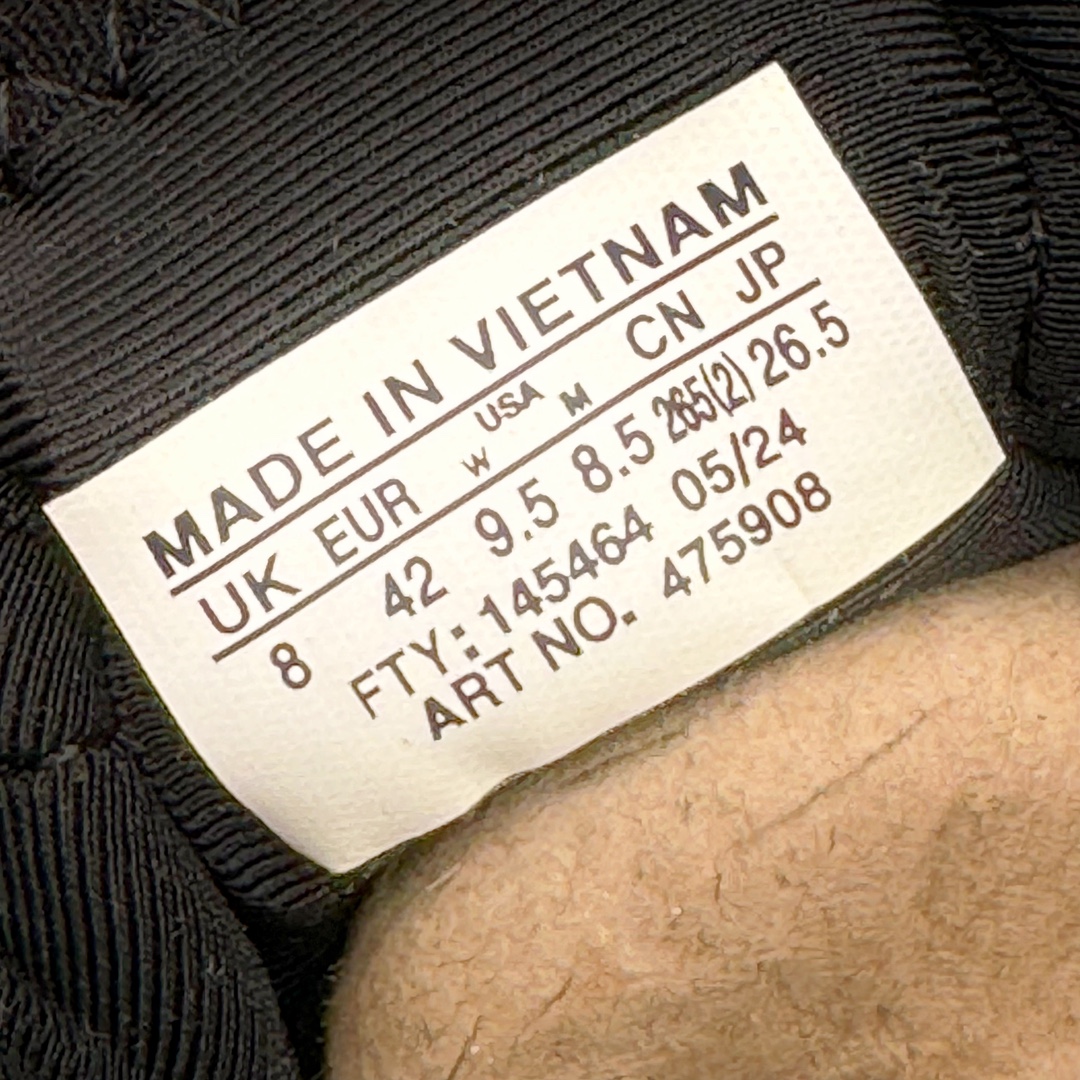 MADE IN VIETNAM
UK EUR W USA M CN JP
8 42 9.5 8.5 265(2) 26.5
FTY: 145464 05/24
ART NO. 475908